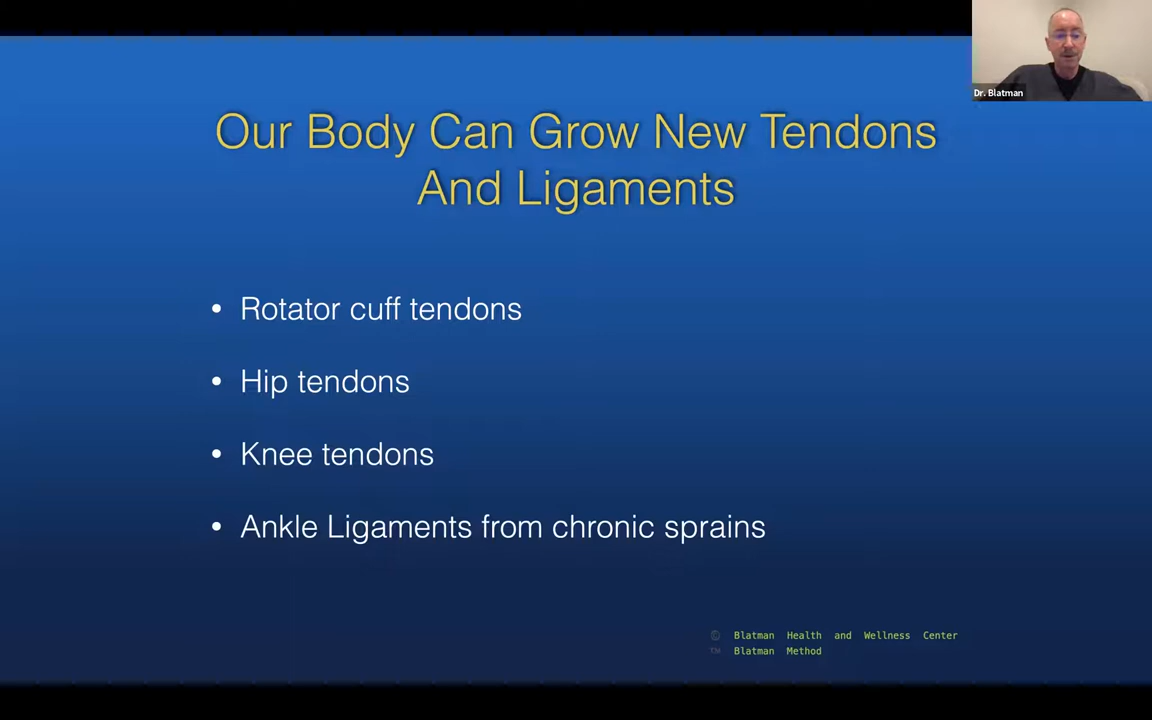 Dr. Blatman
Our Body Can Grow New Tendons
And Ligaments
• Rotator cuff tendons
• Hip tendons
• Knee tendons
• Ankle Ligaments from chronic sprains
© Blatman Health and Wellness Center
™ Blatman Method